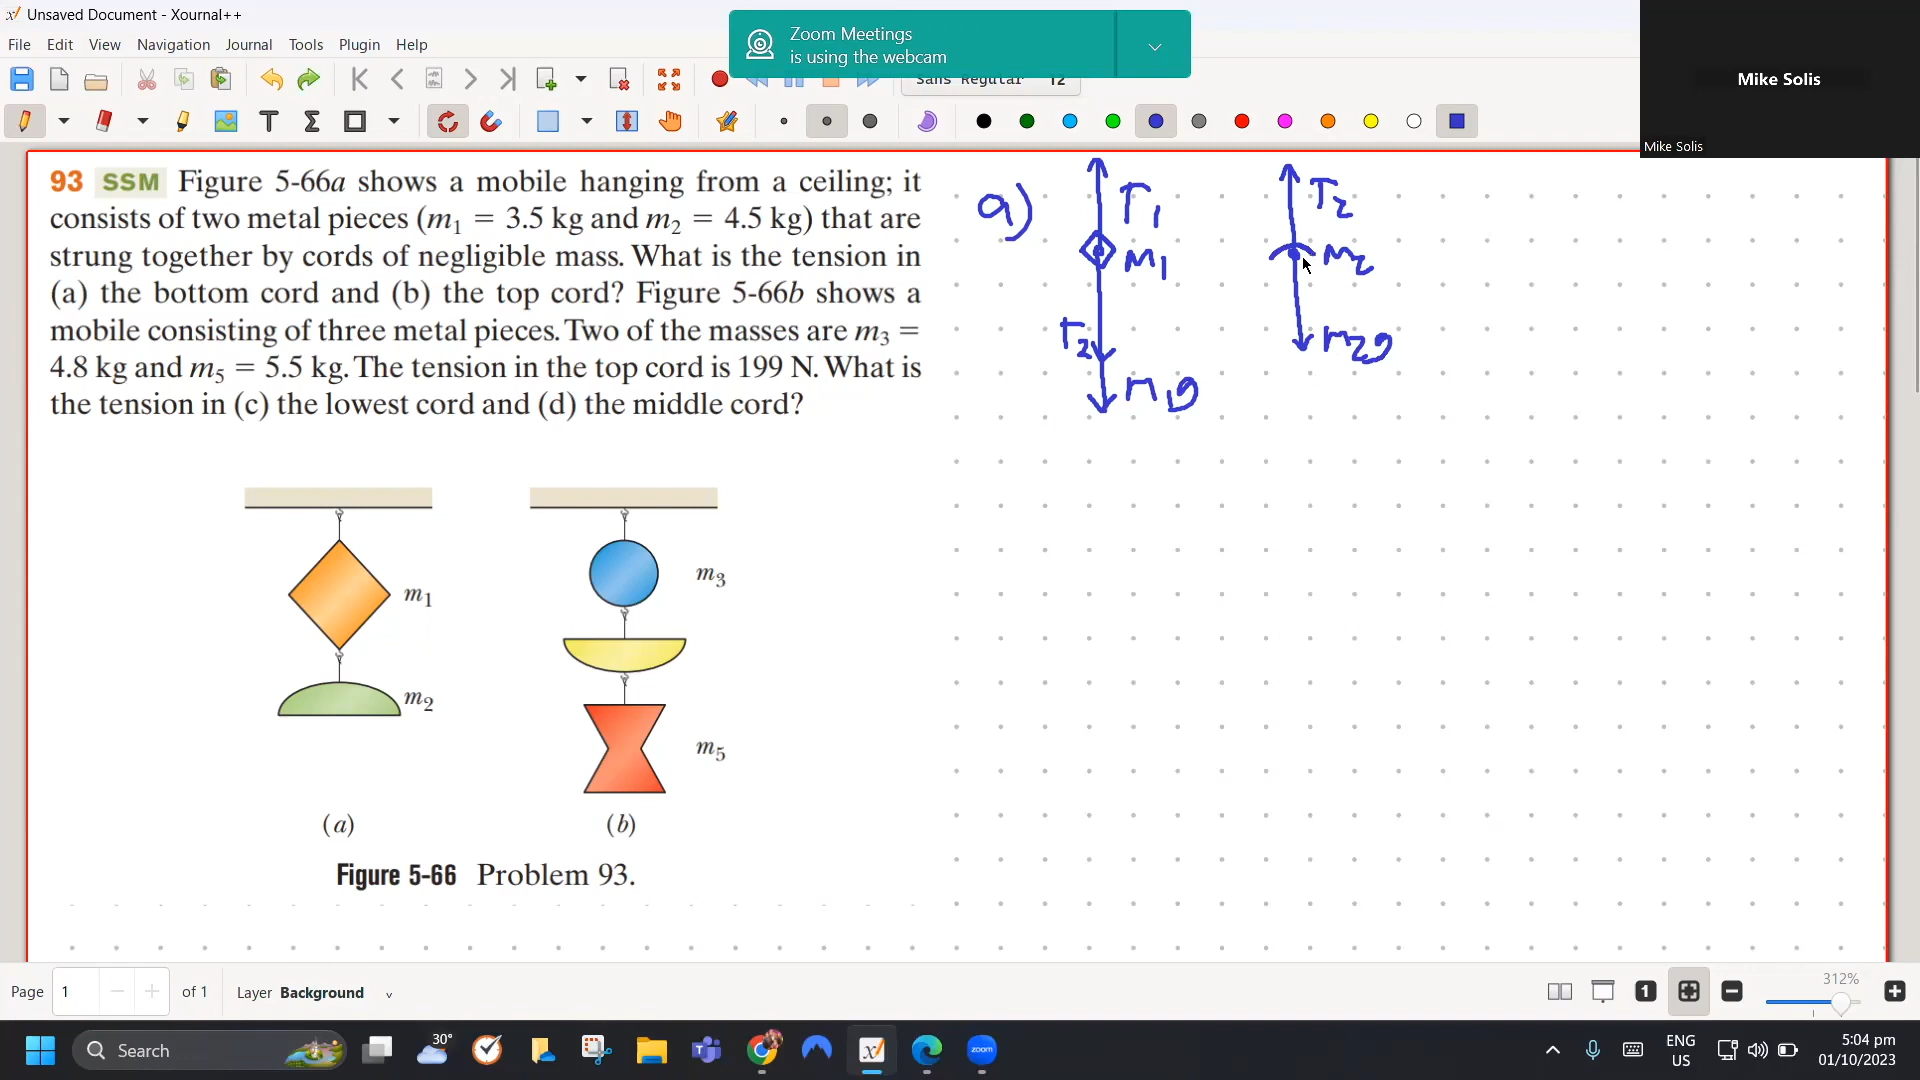 Unsaved Document - Xournal++
File Edit View Navigation Journal Tools Plugin Help
Zoom Meetings
is using the webcam
Sans Regular 12
Mike Solis
Mike Solis
93 SSM Figure 5-66a shows a mobile hanging from a ceiling; it
consists of two metal pieces (m₁ = 3.5 kg and m₂ = 4.5 kg) that are
strung together by cords of negligible mass. What is the tension in
(a) the bottom cord and (b) the top cord? Figure 5-66b shows a
mobile consisting of three metal pieces. Two of the masses are m₃ =
4.8 kg and m₅ = 5.5 kg. The tension in the top cord is 199 N. What is
the tension in (c) the lowest cord and (d) the middle cord?
m₁
m₂
m₃
m₅
(a) (b)
Figure 5-66 Problem 93.
a)
T₁
m₁
T₂
m₁g
T₂
m₂
m₂g
Page 1 of 1 Layer Background
1
312%
Search
30°
zoom
ENG
US
5:04 pm
01/10/2023